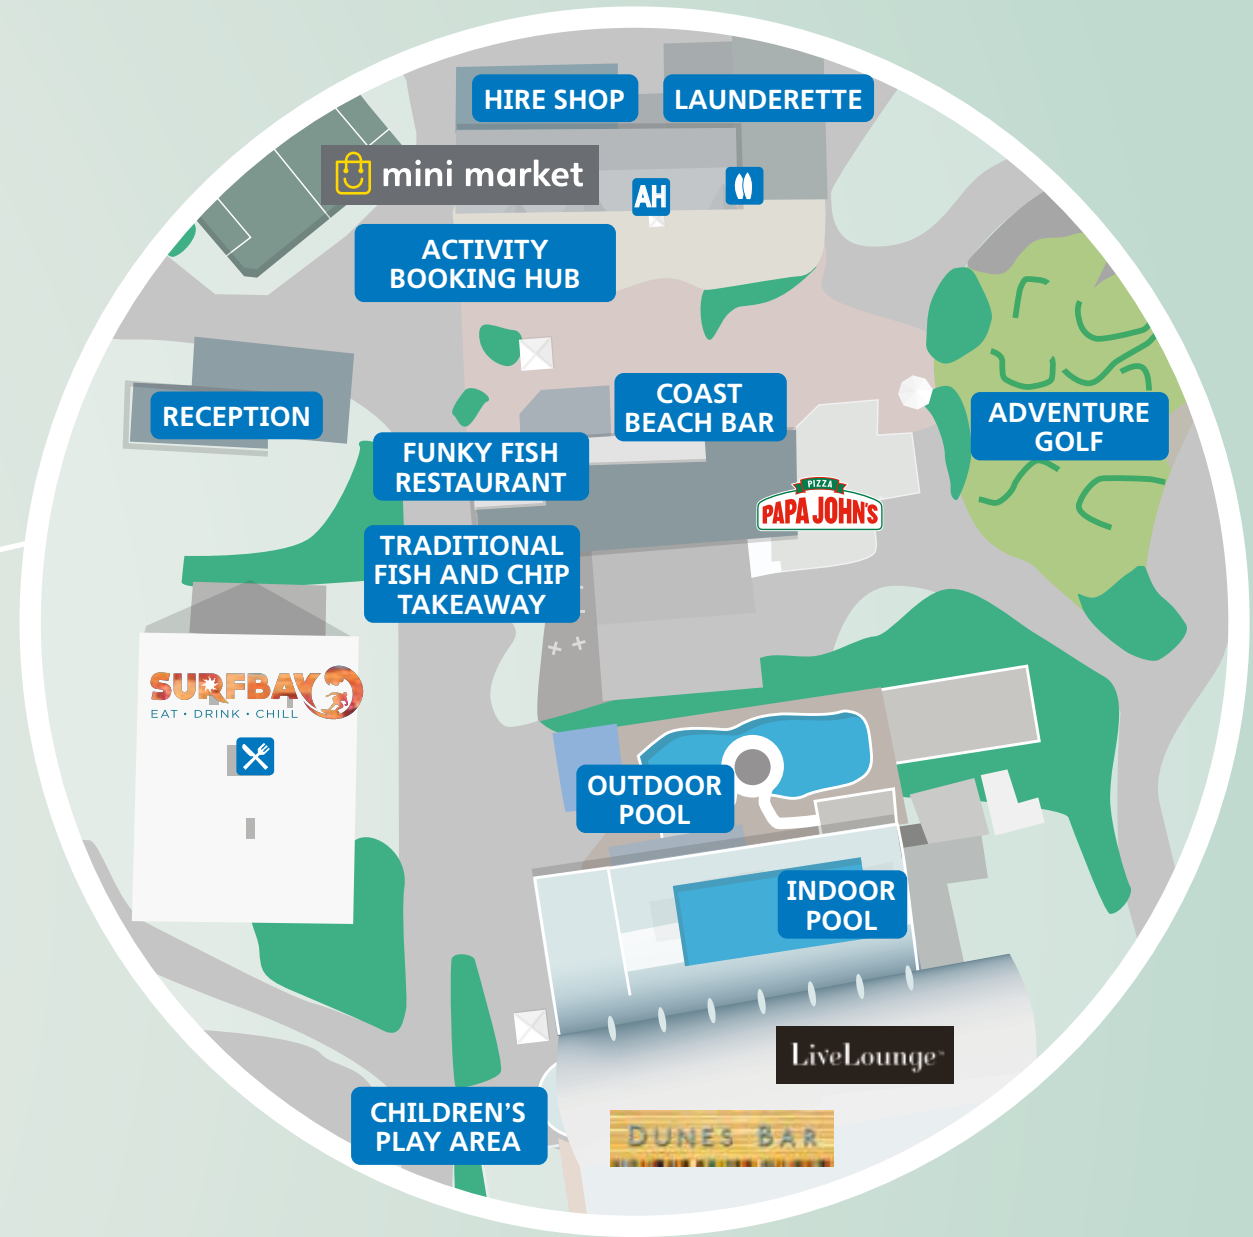 HIRE SHOP
LAUNDERETTE
mini market
AH
ACTIVITY
BOOKING HUB
RECEPTION
COAST
BEACH BAR
ADVENTURE
GOLF
FUNKY FISH
RESTAURANT
PIZZA
PAPA JOHN'S
TRADITIONAL
FISH AND CHIP
TAKEAWAY
SURFBAY
EAT • DRINK • CHILL
OUTDOOR
POOL
INDOOR
POOL
LiveLounge™
CHILDREN'S
PLAY AREA
DUNES BAR